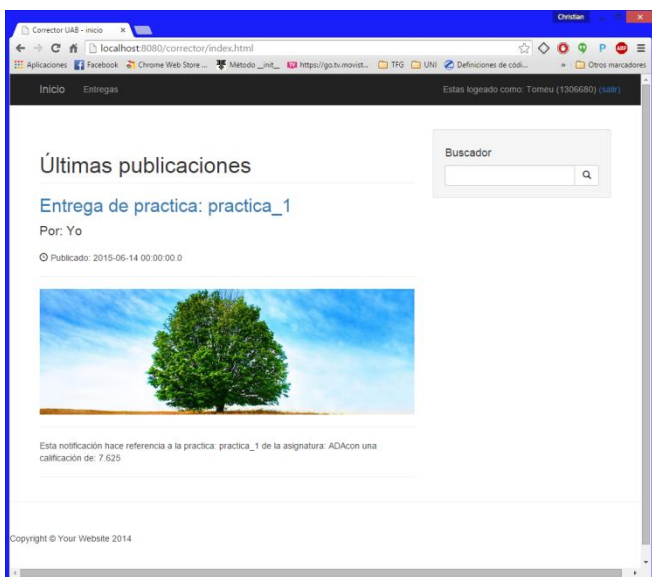 Christian
Corrector UAB - inicio
localhost:8080/corrector/index.html
Aplicaciones Facebook Chrome Web Store ... Método __init__ https://go.tv.movist... TFG UNI Definiciones de códi... » Otros marcadores
Inicio Entregas Estas logeado como: Tomeu (1306680) (salir)
Buscador
Últimas publicaciones
Entrega de practica: practica_1
Por: Yo
Publicado: 2015-06-14 00:00:00.0
Esta notificación hace referencia a la practica: practica_1 de la asignatura: ADAcon una
calificación de: 7.625
Copyright © Your Website 2014